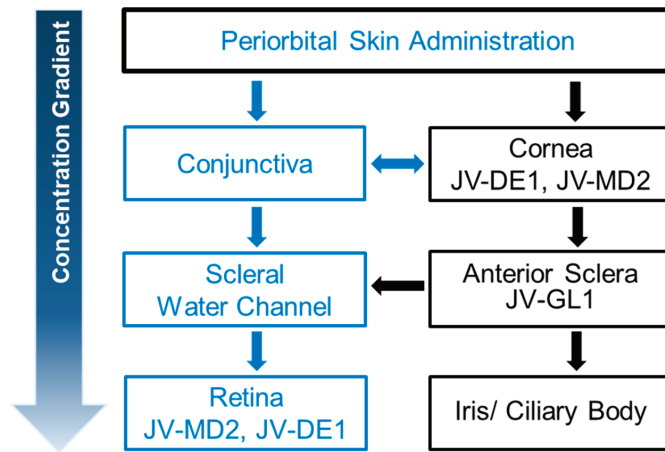 Concentration Gradient
Periorbital Skin Administration
Conjunctiva
Cornea
JV-DE1, JV-MD2
Scleral
Water Channel
Anterior Sclera
JV-GL1
Retina
JV-MD2, JV-DE1
Iris/ Ciliary Body